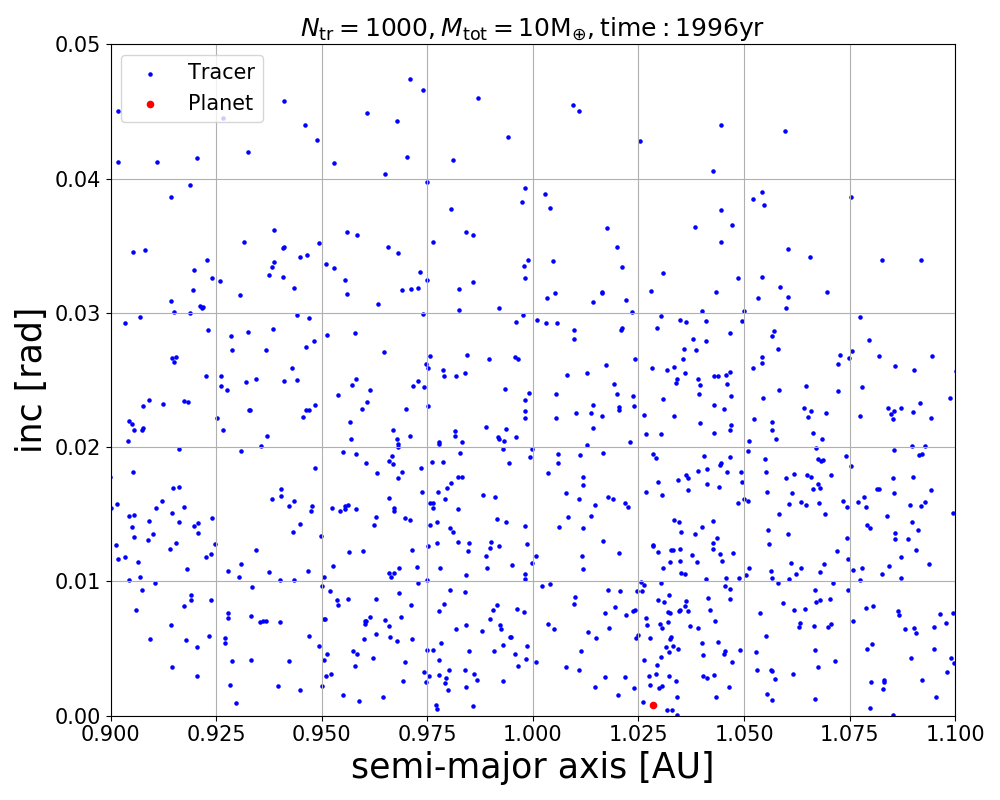 N_tr = 1000, M_tot = 10M_⊕, time : 1996yr
Tracer
Planet
inc [rad]
0.05
0.04
0.03
0.02
0.01
0.00
0.900 0.925 0.950 0.975 1.000 1.025 1.050 1.075 1.100
semi-major axis [AU]